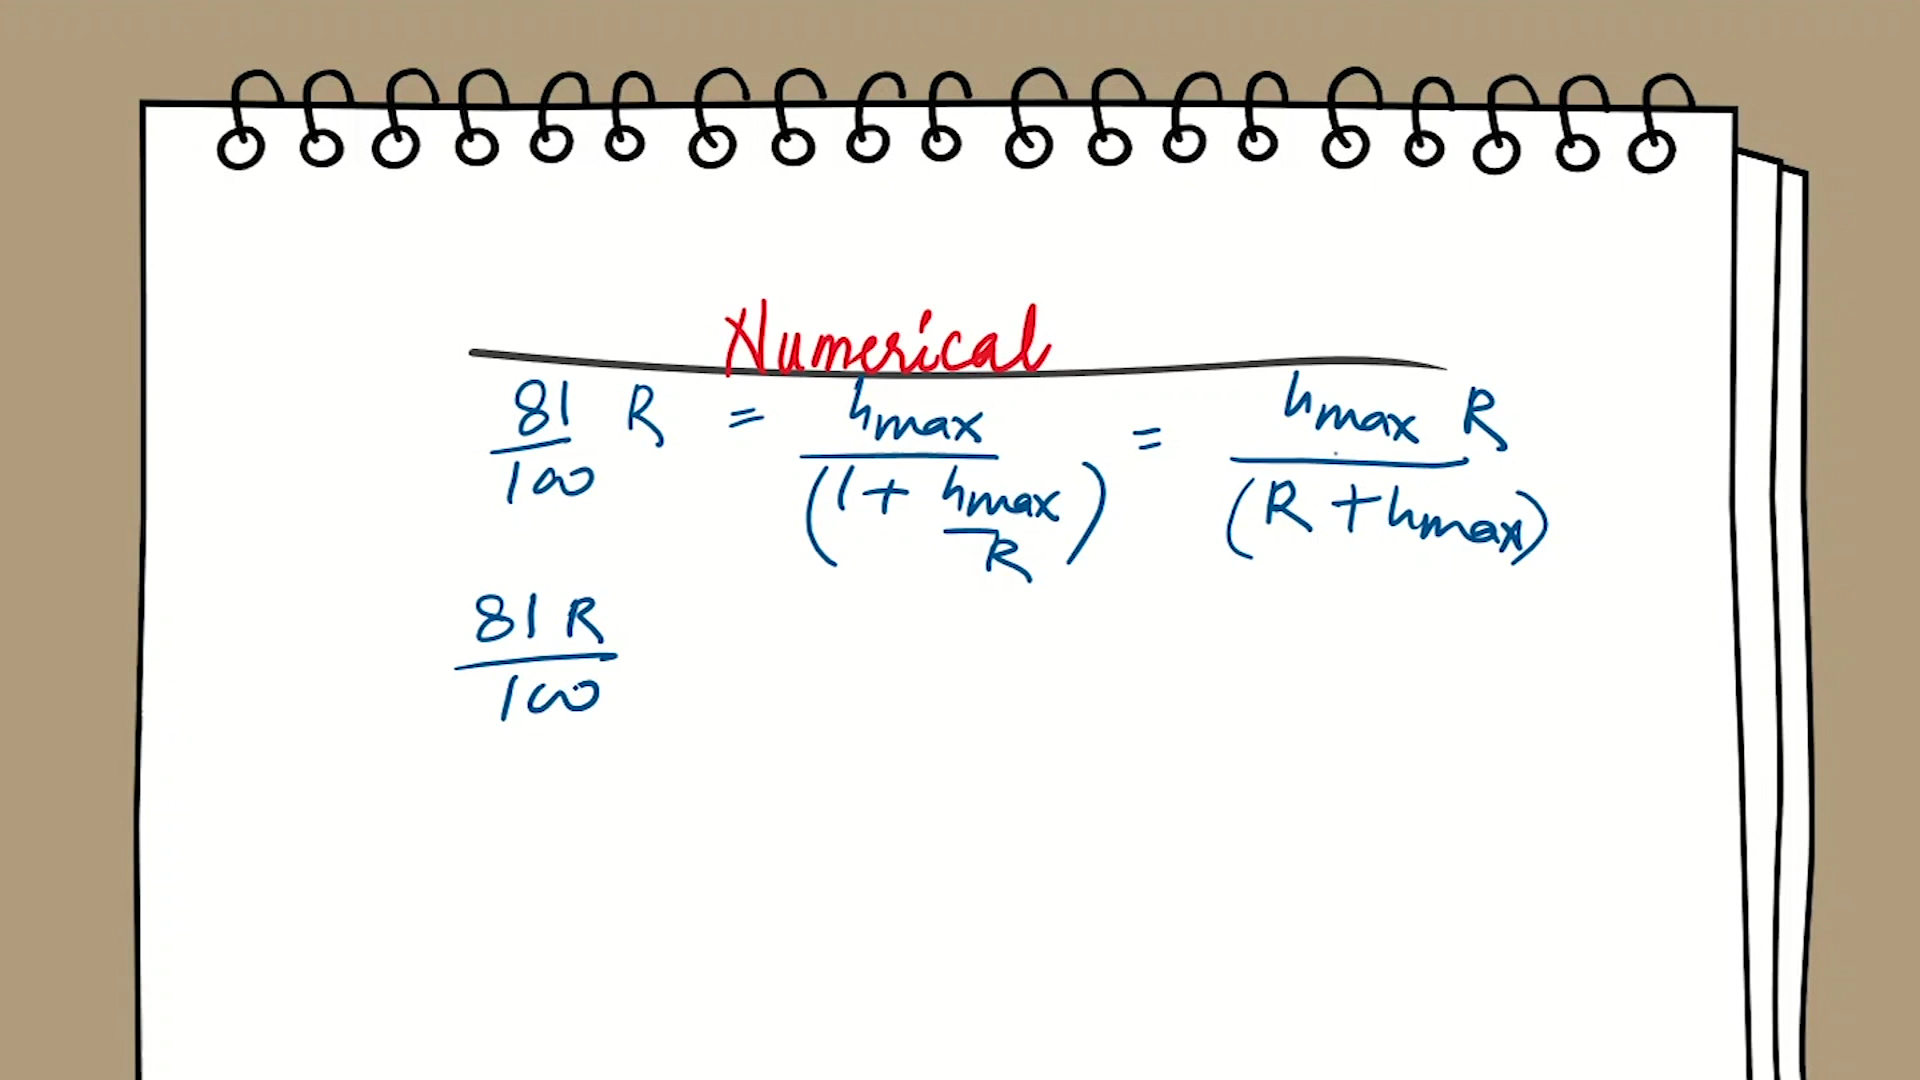 Numerical
81/100 R = hmax/(1 + hmax/R) = hmax R/(R + hmax)
81 R/100